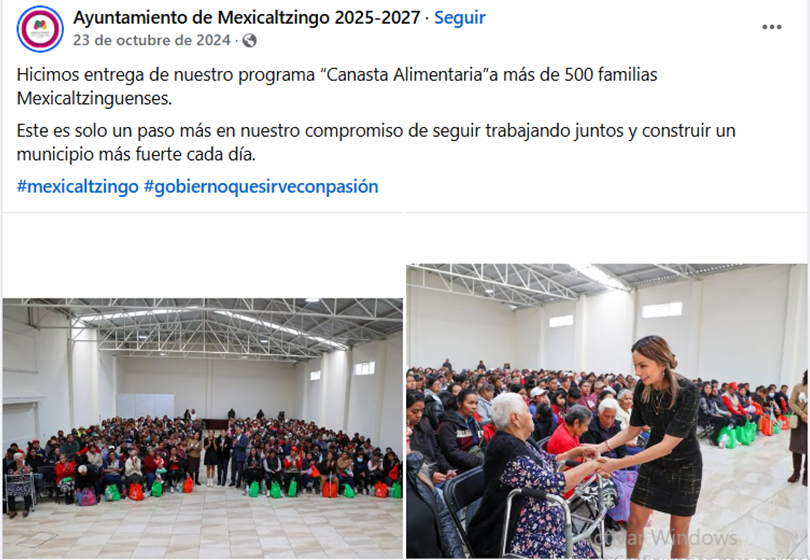 Ayuntamiento de Mexicaltzingo 2025-2027 · Seguir
23 de octubre de 2024 ·
Hicimos entrega de nuestro programa “Canasta Alimentaria”a más de 500 familias
Mexicaltzinguenses.
Este es solo un paso más en nuestro compromiso de seguir trabajando juntos y construir un
municipio más fuerte cada día.
#mexicaltzingo #gobiernoquesirveconpasión
Activar Windows